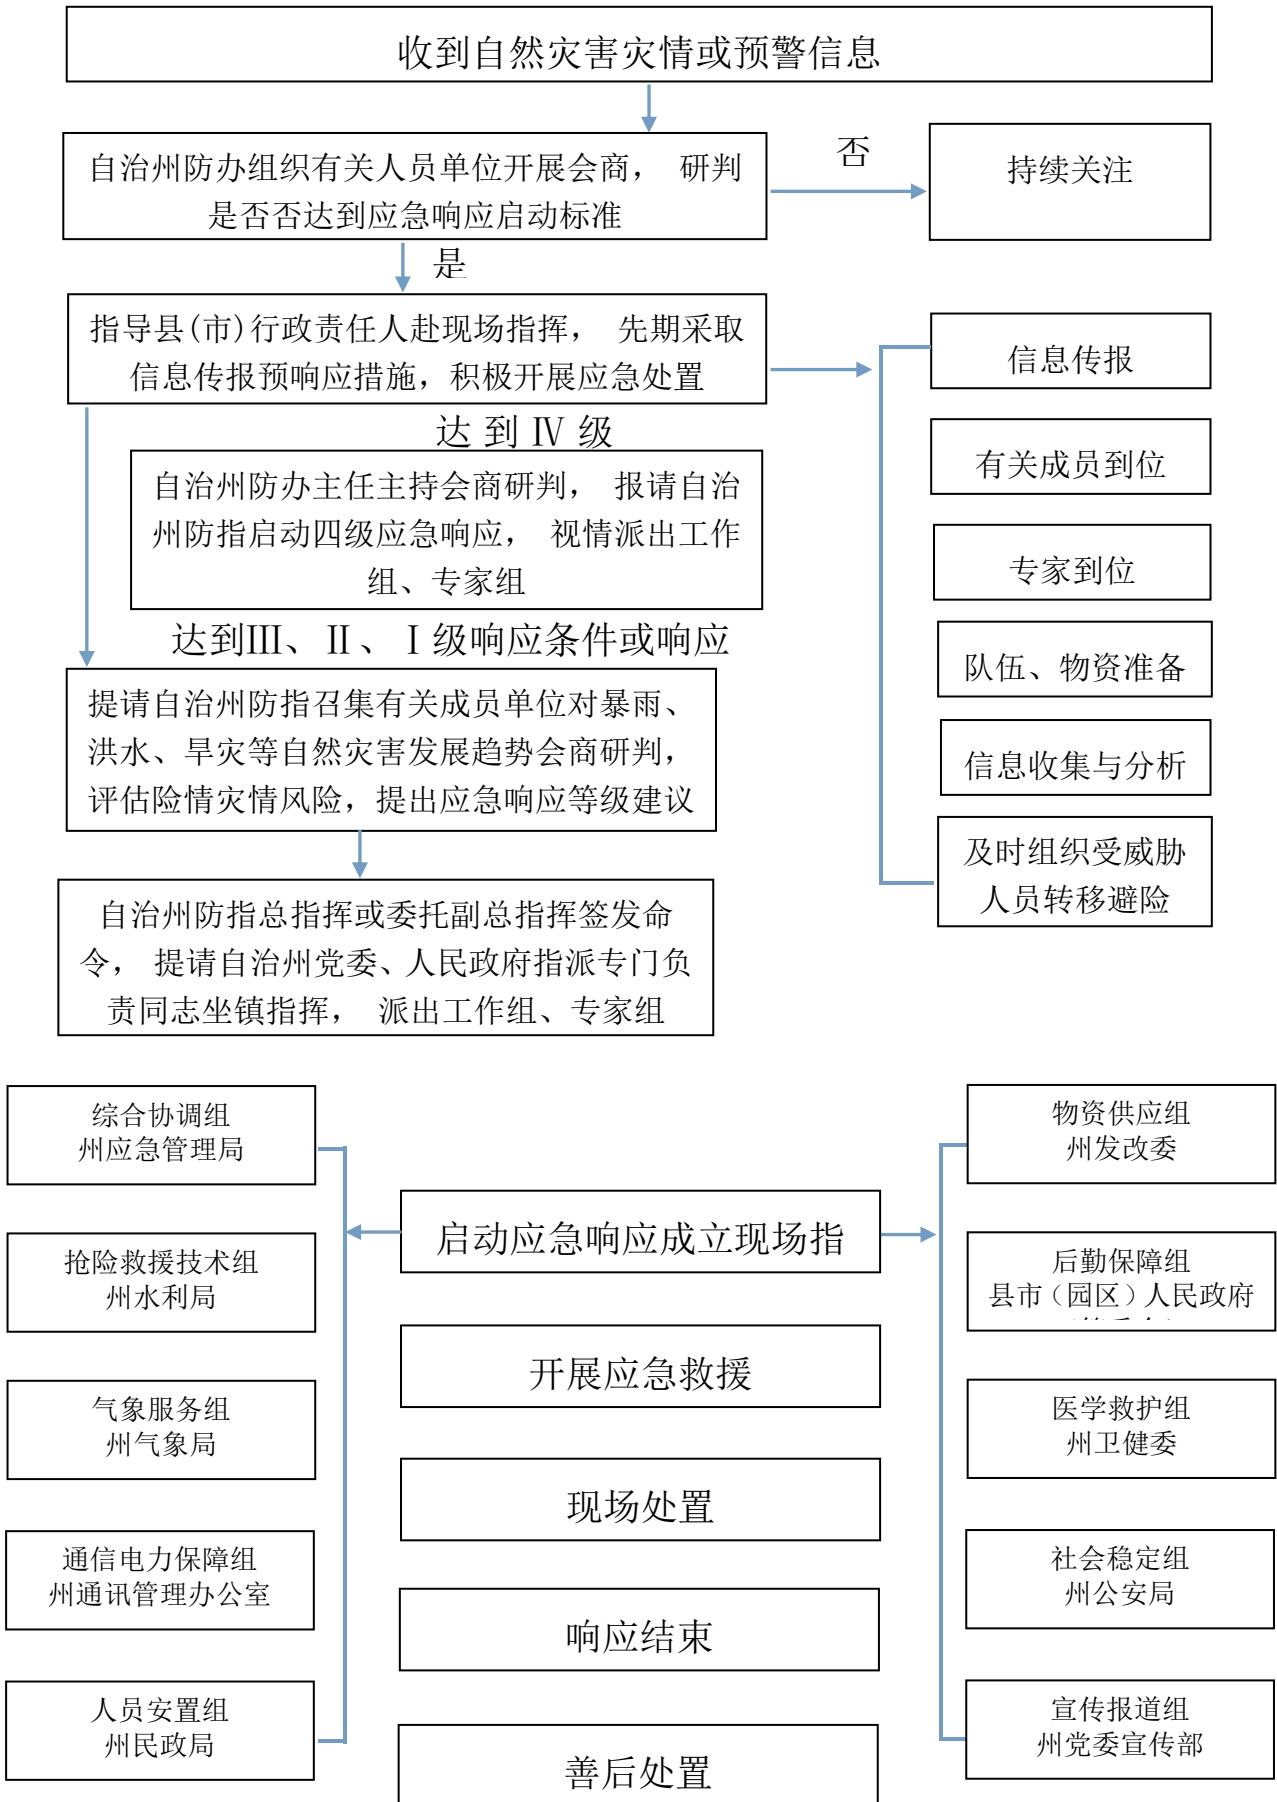 收到自然灾害灾情或预警信息
自治州防办组织有关人员单位开展会商， 研判
是否否达到应急响应启动标准
否
持续关注
是
指导县(市)行政责任人赴现场指挥， 先期采取
信息传报预响应措施，积极开展应急处置
信息传报
有关成员到位
专家到位
队伍、物资准备
信息收集与分析
及时组织受威胁
人员转移避险
达 到 Ⅳ 级
自治州防办主任主持会商研判， 报请自治
州防指启动四级应急响应， 视情派出工作
组、专家组
达到Ⅲ、Ⅱ、Ⅰ级响应条件或响应
提请自治州防指召集有关成员单位对暴雨、
洪水、旱灾等自然灾害发展趋势会商研判，
评估险情灾情风险，提出应急响应等级建议
自治州防指总指挥或委托副总指挥签发命
令， 提请自治州党委、人民政府指派专门负
责同志坐镇指挥， 派出工作组、专家组
综合协调组
州应急管理局
抢险救援技术组
州水利局
气象服务组
州气象局
通信电力保障组
州通讯管理办公室
人员安置组
州民政局
启动应急响应成立现场指
开展应急救援
现场处置
响应结束
善后处置
物资供应组
州发改委
后勤保障组
县市（园区）人民政府
医学救护组
州卫健委
社会稳定组
州公安局
宣传报道组
州党委宣传部